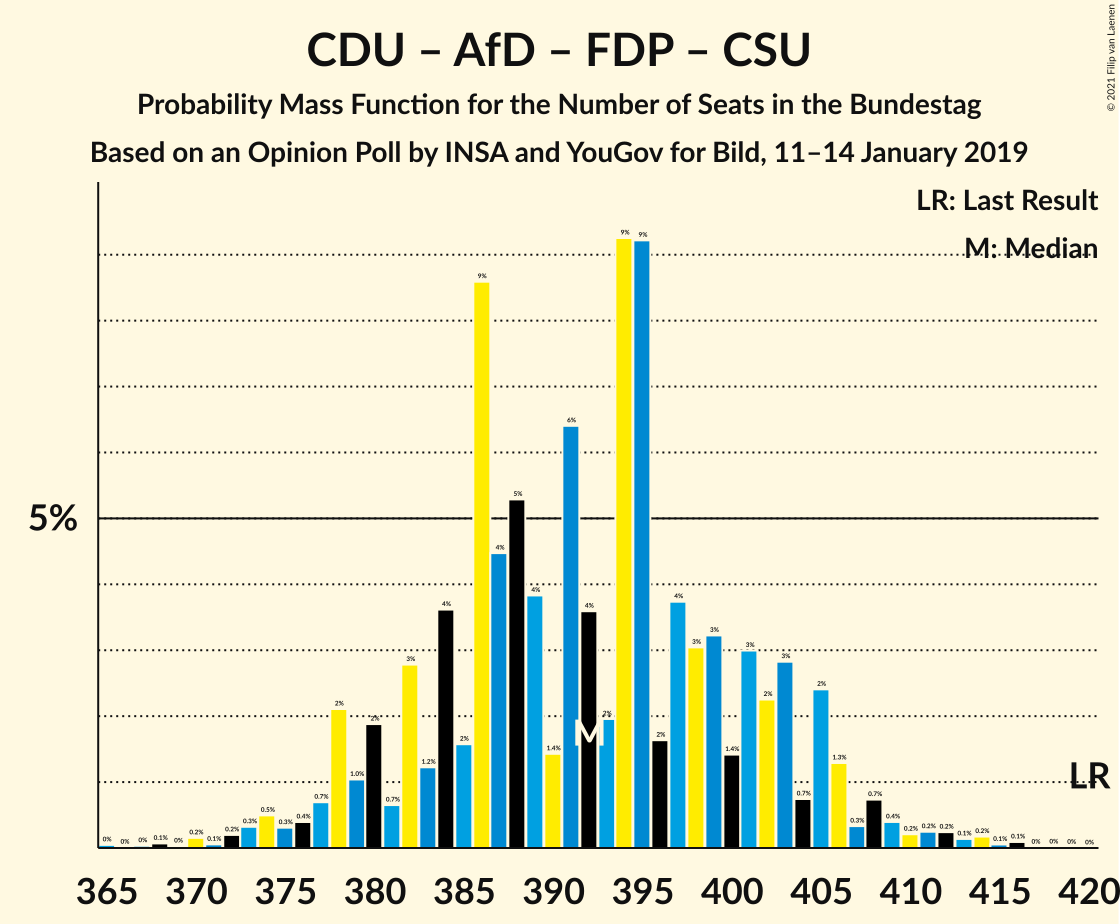 CDU – AfD – FDP – CSU
Probability Mass Function for the Number of Seats in the Bundestag
Based on an Opinion Poll by INSA and YouGov for Bild, 11–14 January 2019
© 2021 Filip van Laenen
LR: Last Result
M: Median
5%
0% 0% 0% 0.1% 0% 0.2% 0.1% 0.2% 0.3% 0.5% 0.3% 0.4% 0.7% 2% 1.0% 2% 0.7% 3% 1.2% 4% 2% 9% 4% 5% 4% 1.4% 6% 4% 2% 9% 9% 2% 4% 3% 3% 1.4% 3% 2% 3% 0.7% 2% 1.3% 0.3% 0.7% 0.4% 0.2% 0.2% 0.2% 0.1% 0.2% 0.1% 0.1% 0% 0% 0% 0%
M
LR
365 370 375 380 385 390 395 400 405 410 415 420